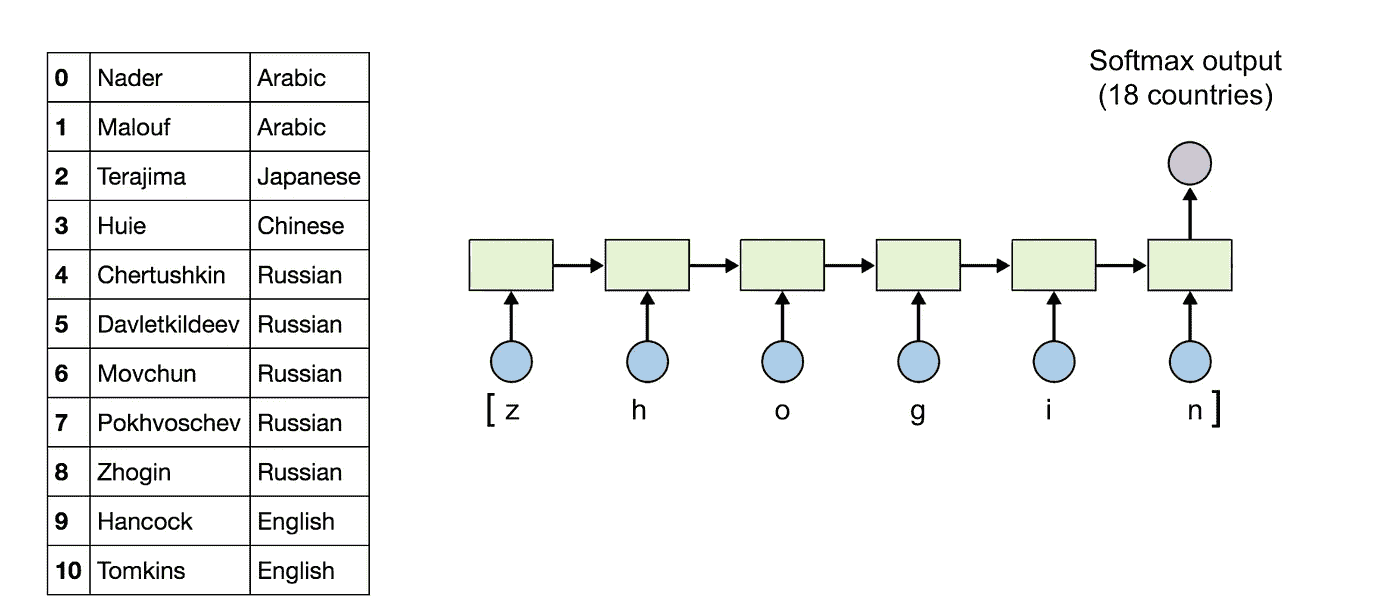 0 Nader Arabic
1 Malouf Arabic
2 Terajima Japanese
3 Huie Chinese
4 Chertushkin Russian
5 Davletkildeev Russian
6 Movchun Russian
7 Pokhvoschev Russian
8 Zhogin Russian
9 Hancock English
10 Tomkins English
Softmax output
(18 countries)
[ z h o g i n ]